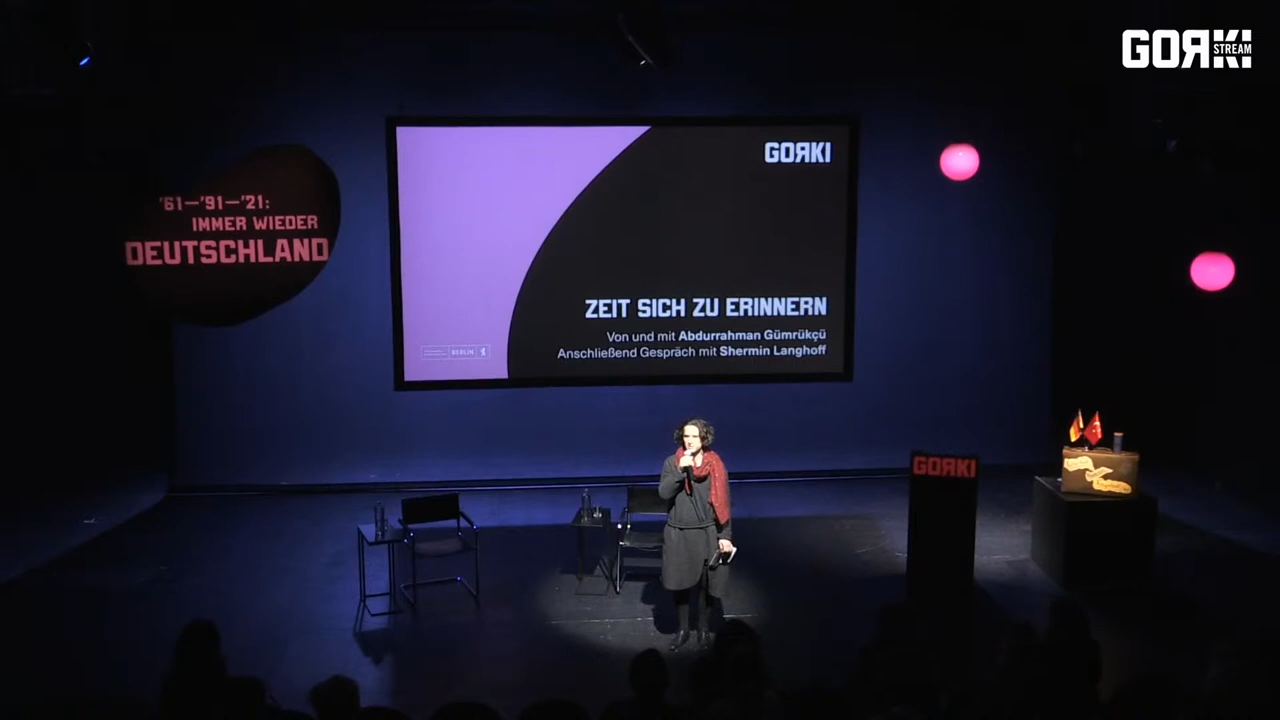 GORKI
STREAM
'61—'91—'21:
IMMER WIEDER
DEUTSCHLAND
GORKI
ZEIT SICH ZU ERINNERN
Von und mit Abdurrahman Gümrükçü
Anschließend Gespräch mit Shermin Langhoff
BERLIN
GORKI